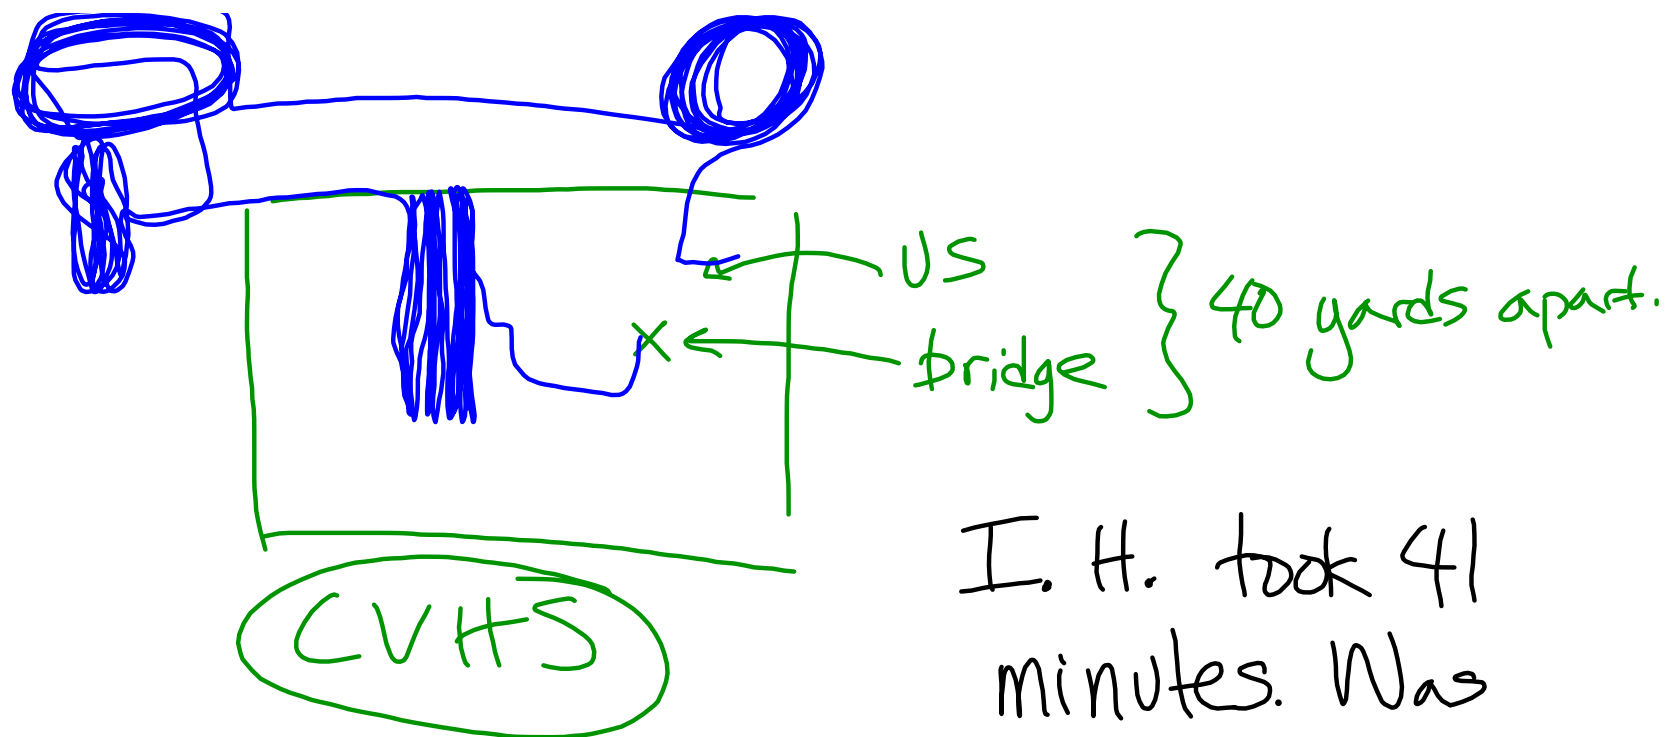 US
bridge
40 yards apart.
CVHS
I. H. took 41
minutes. Was